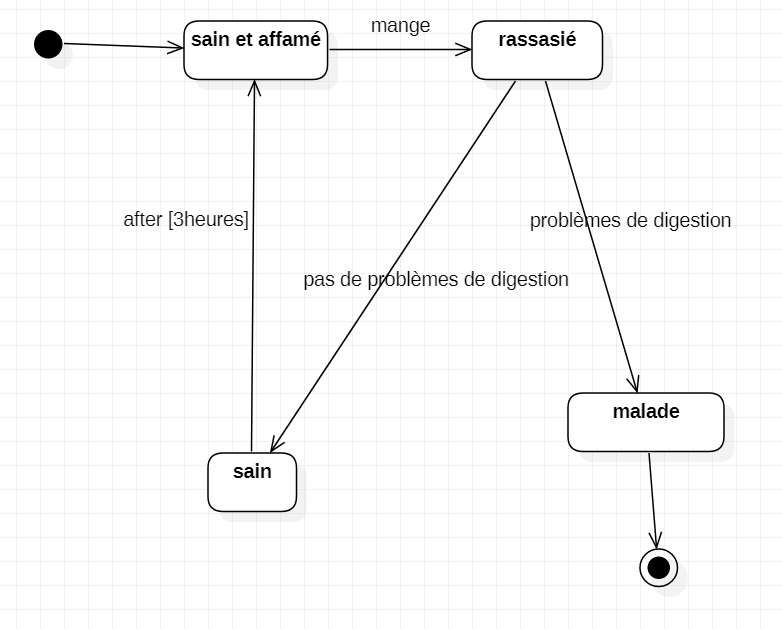 mange
sain et affamé
rassasié
after [3heures]
problèmes de digestion
pas de problèmes de digestion
malade
sain